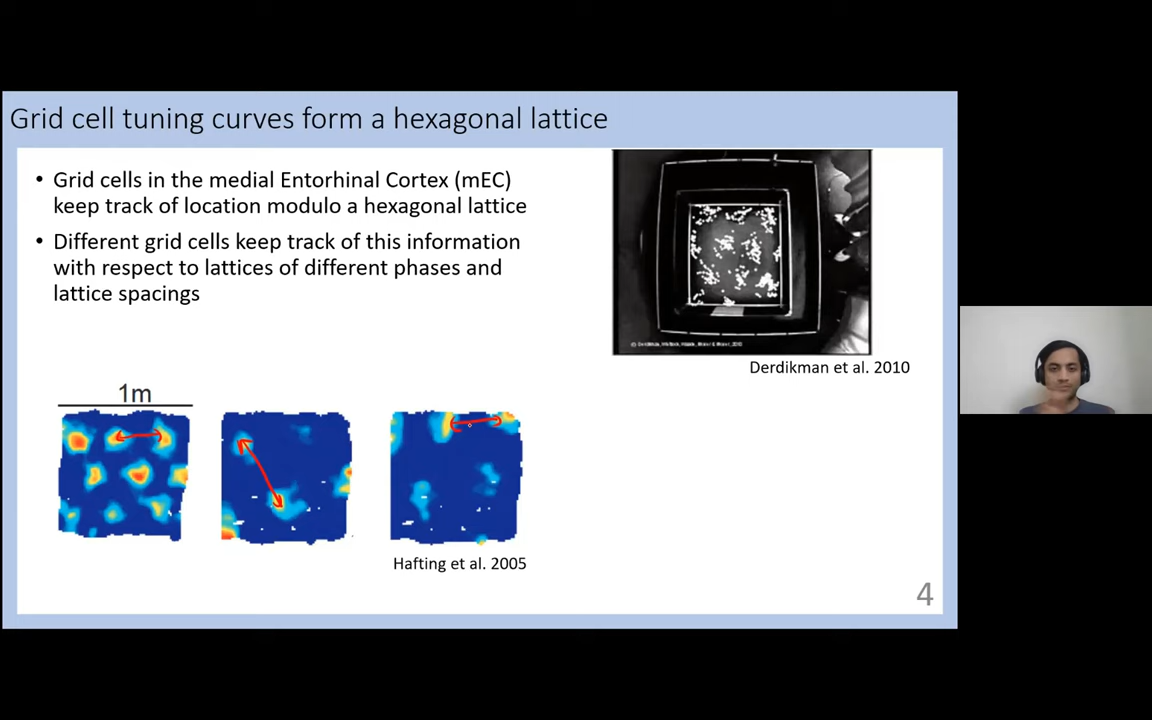 Grid cell tuning curves form a hexagonal lattice
• Grid cells in the medial Entorhinal Cortex (mEC)
keep track of location modulo a hexagonal lattice
• Different grid cells keep track of this information
with respect to lattices of different phases and
lattice spacings
Derdikman et al. 2010
1m
Hafting et al. 2005
4